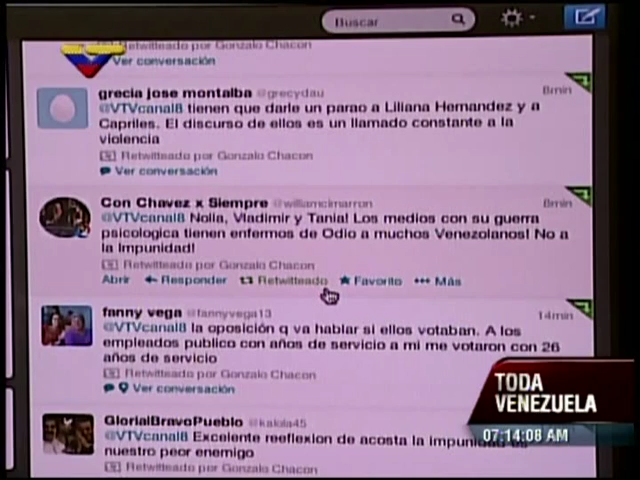 Buscar
Retwitteado por Gonzalo Chacon
Ver conversación
grecia jose montalba @grecydau 8min
@VTVcanal8 tienen que darle un parao a Liliana Hernandez y a
Capriles. El discurso de ellos es un llamado constante a la
violencia
Retwitteado por Gonzalo Chacon
Ver conversación
Con Chavez x Siempre @williamcimarron 8min
@VTVcanal8 Nolia, Vladimir y Tania! Los medios con su guerra
psicologica tienen enfermos de Odio a muchos Venezolanos! No a
la Impunidad!
Retwitteado por Gonzalo Chacon
Abrir Responder Retwitteado Favorito Más
fanny vega @fannyvega13 14min
@VTVcanal8 la oposición q va hablar si ellos votaban. A los
empleados publico con años de servicio a mi me votaron con 26
años de servicio
Retwitteado por Gonzalo Chacon
Ver conversación
GlorialBravoPueblo @kalola45
@VTVcanal8 Excelente reeflexion de acosta la impunidad es
nuestro peor enemigo
Retwitteado por Gonzalo Chacon
TODA
VENEZUELA
07:14:08 AM